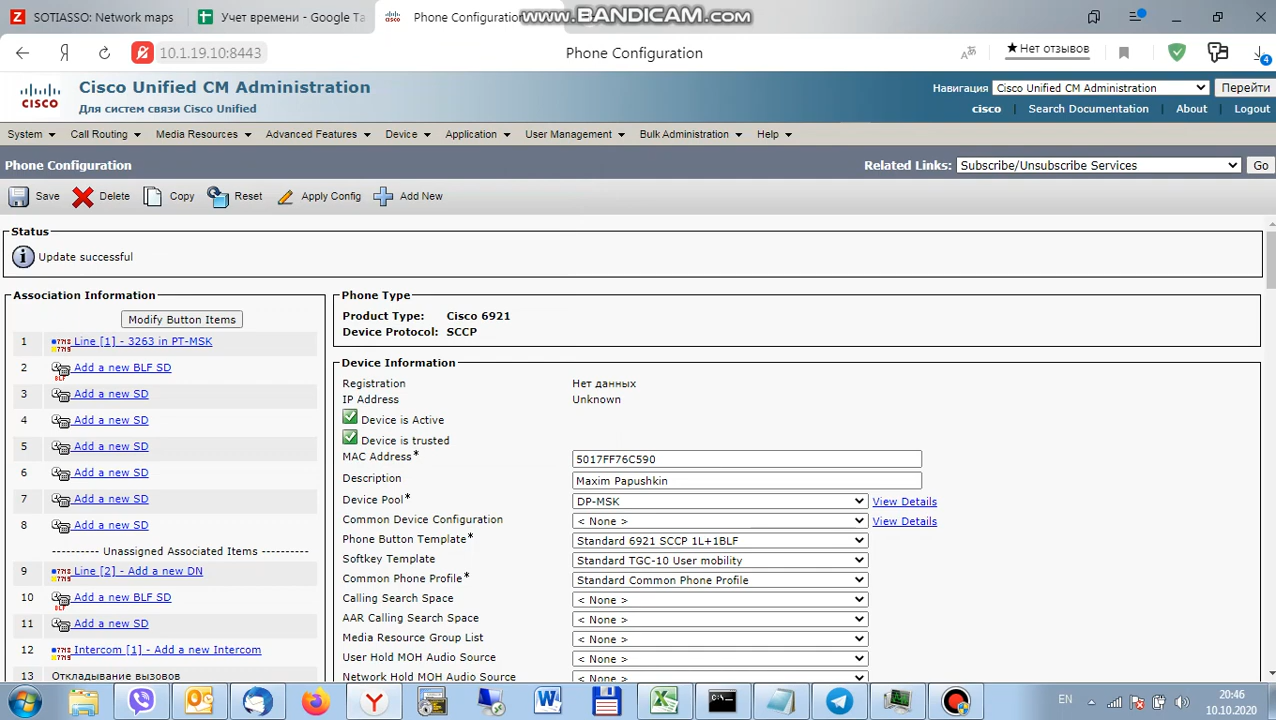 SOTIASSO: Network maps
Учет времени - Google Та
Phone Configuratio
www.BANDICAM.com
10.1.19.10:8443
Phone Configuration
Нет отзывов
4
Cisco Unified CM Administration
Для систем связи Cisco Unified
CISCO
Навигация Cisco Unified CM Administration Перейти
cisco Search Documentation About Logout
System Call Routing Media Resources Advanced Features Device Application User Management Bulk Administration Help
Phone Configuration
Related Links: Subscribe/Unsubscribe Services Go
Save Delete Copy Reset Apply Config Add New
Status
Update successful
Association Information
Modify Button Items
1 Line [1] - 3263 in PT-MSK
2 Add a new BLF SD
3 Add a new SD
4 Add a new SD
5 Add a new SD
6 Add a new SD
7 Add a new SD
8 Add a new SD
---------- Unassigned Associated Items ----------
9 Line [2] - Add a new DN
10 Add a new BLF SD
11 Add a new SD
12 Intercom [1] - Add a new Intercom
13 Откладывание вызовов
Phone Type
Product Type: Cisco 6921
Device Protocol: SCCP
Device Information
Registration Нет данных
IP Address Unknown
Device is Active
Device is trusted
MAC Address* 5017FF76C590
Description Maxim Papushkin
Device Pool* DP-MSK View Details
Common Device Configuration < None > View Details
Phone Button Template* Standard 6921 SCCP 1L+1BLF
Softkey Template Standard TGC-10 User mobility
Common Phone Profile* Standard Common Phone Profile
Calling Search Space < None >
AAR Calling Search Space < None >
Media Resource Group List < None >
User Hold MOH Audio Source < None >
Network Hold MOH Audio Source < None >
EN
20:46
10.10.2020